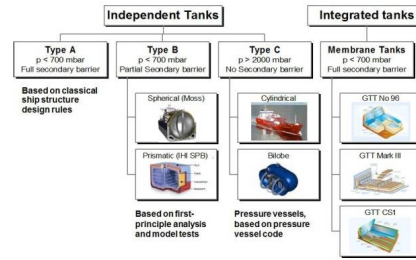 Independent Tanks
Integrated tanks
Type A
p < 700 mbar
Full secondary barrier
Type B
p < 700 mbar
Partial Secondary barrier
Type C
p > 2000 mbar
No Secondary barrier
Membrane Tanks
p < 700 mbar
Full secondary barrier
Based on classical
ship structure
design rules
Spherical (Moss)
Prismatic (IHI SPB)
Based on first-
principle analysis
and model tests
Cylindrical
Bilobe
Pressure vessels,
based on pressure
vessel code
GTT No 96
GTT Mark III
GTT CS1